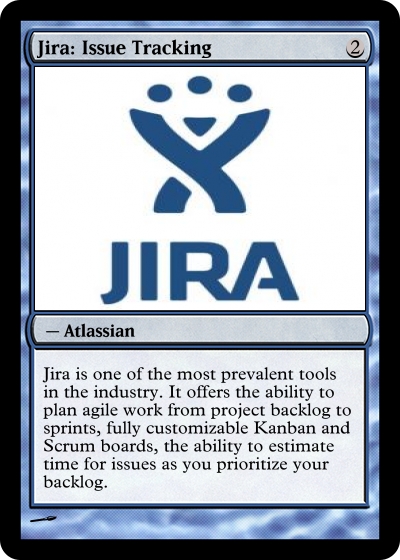 Jira: Issue Tracking 2
JIRA
— Atlassian
Jira is one of the most prevalent tools
in the industry. It offers the ability to
plan agile work from project backlog to
sprints, fully customizable Kanban and
Scrum boards, the ability to estimate
time for issues as you prioritize your
backlog.